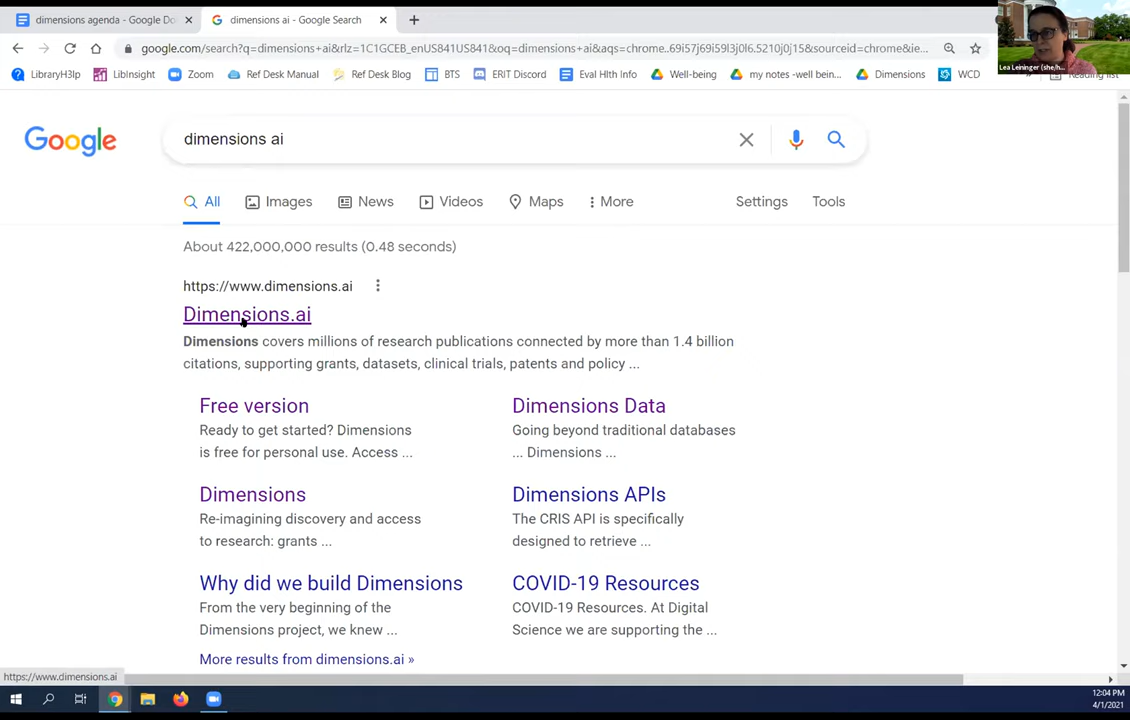 dimensions agenda - Google Do
dimensions ai - Google Search
google.com/search?q=dimensions+ai&rlz=1C1GCEB_enUS841US841&oq=dimensions+ai&aqs=chrome..69i57j69i59l3j0l6.5210j0j15&sourceid=chrome&ie...
LibraryH3lp
LibInsight
Zoom
Ref Desk Manual
Ref Desk Blog
BTS
ERIT Discord
Eval Hlth Info
Well-being
my notes -well bein...
Dimensions
WCD
»
Reading list
Lea Leininger (she/h...
Google
dimensions ai
All
Images
News
Videos
Maps
More
Settings
Tools
About 422,000,000 results (0.48 seconds)
https://www.dimensions.ai
Dimensions.ai
Dimensions covers millions of research publications connected by more than 1.4 billion
citations, supporting grants, datasets, clinical trials, patents and policy ...
Free version
Ready to get started? Dimensions
is free for personal use. Access ...
Dimensions Data
Going beyond traditional databases
... Dimensions ...
Dimensions
Re-imagining discovery and access
to research: grants ...
Dimensions APIs
The CRIS API is specifically
designed to retrieve ...
Why did we build Dimensions
From the very beginning of the
Dimensions project, we knew ...
COVID-19 Resources
COVID-19 Resources. At Digital
Science we are supporting the ...
More results from dimensions.ai »
https://www.dimensions.ai
12:04 PM
4/1/2021